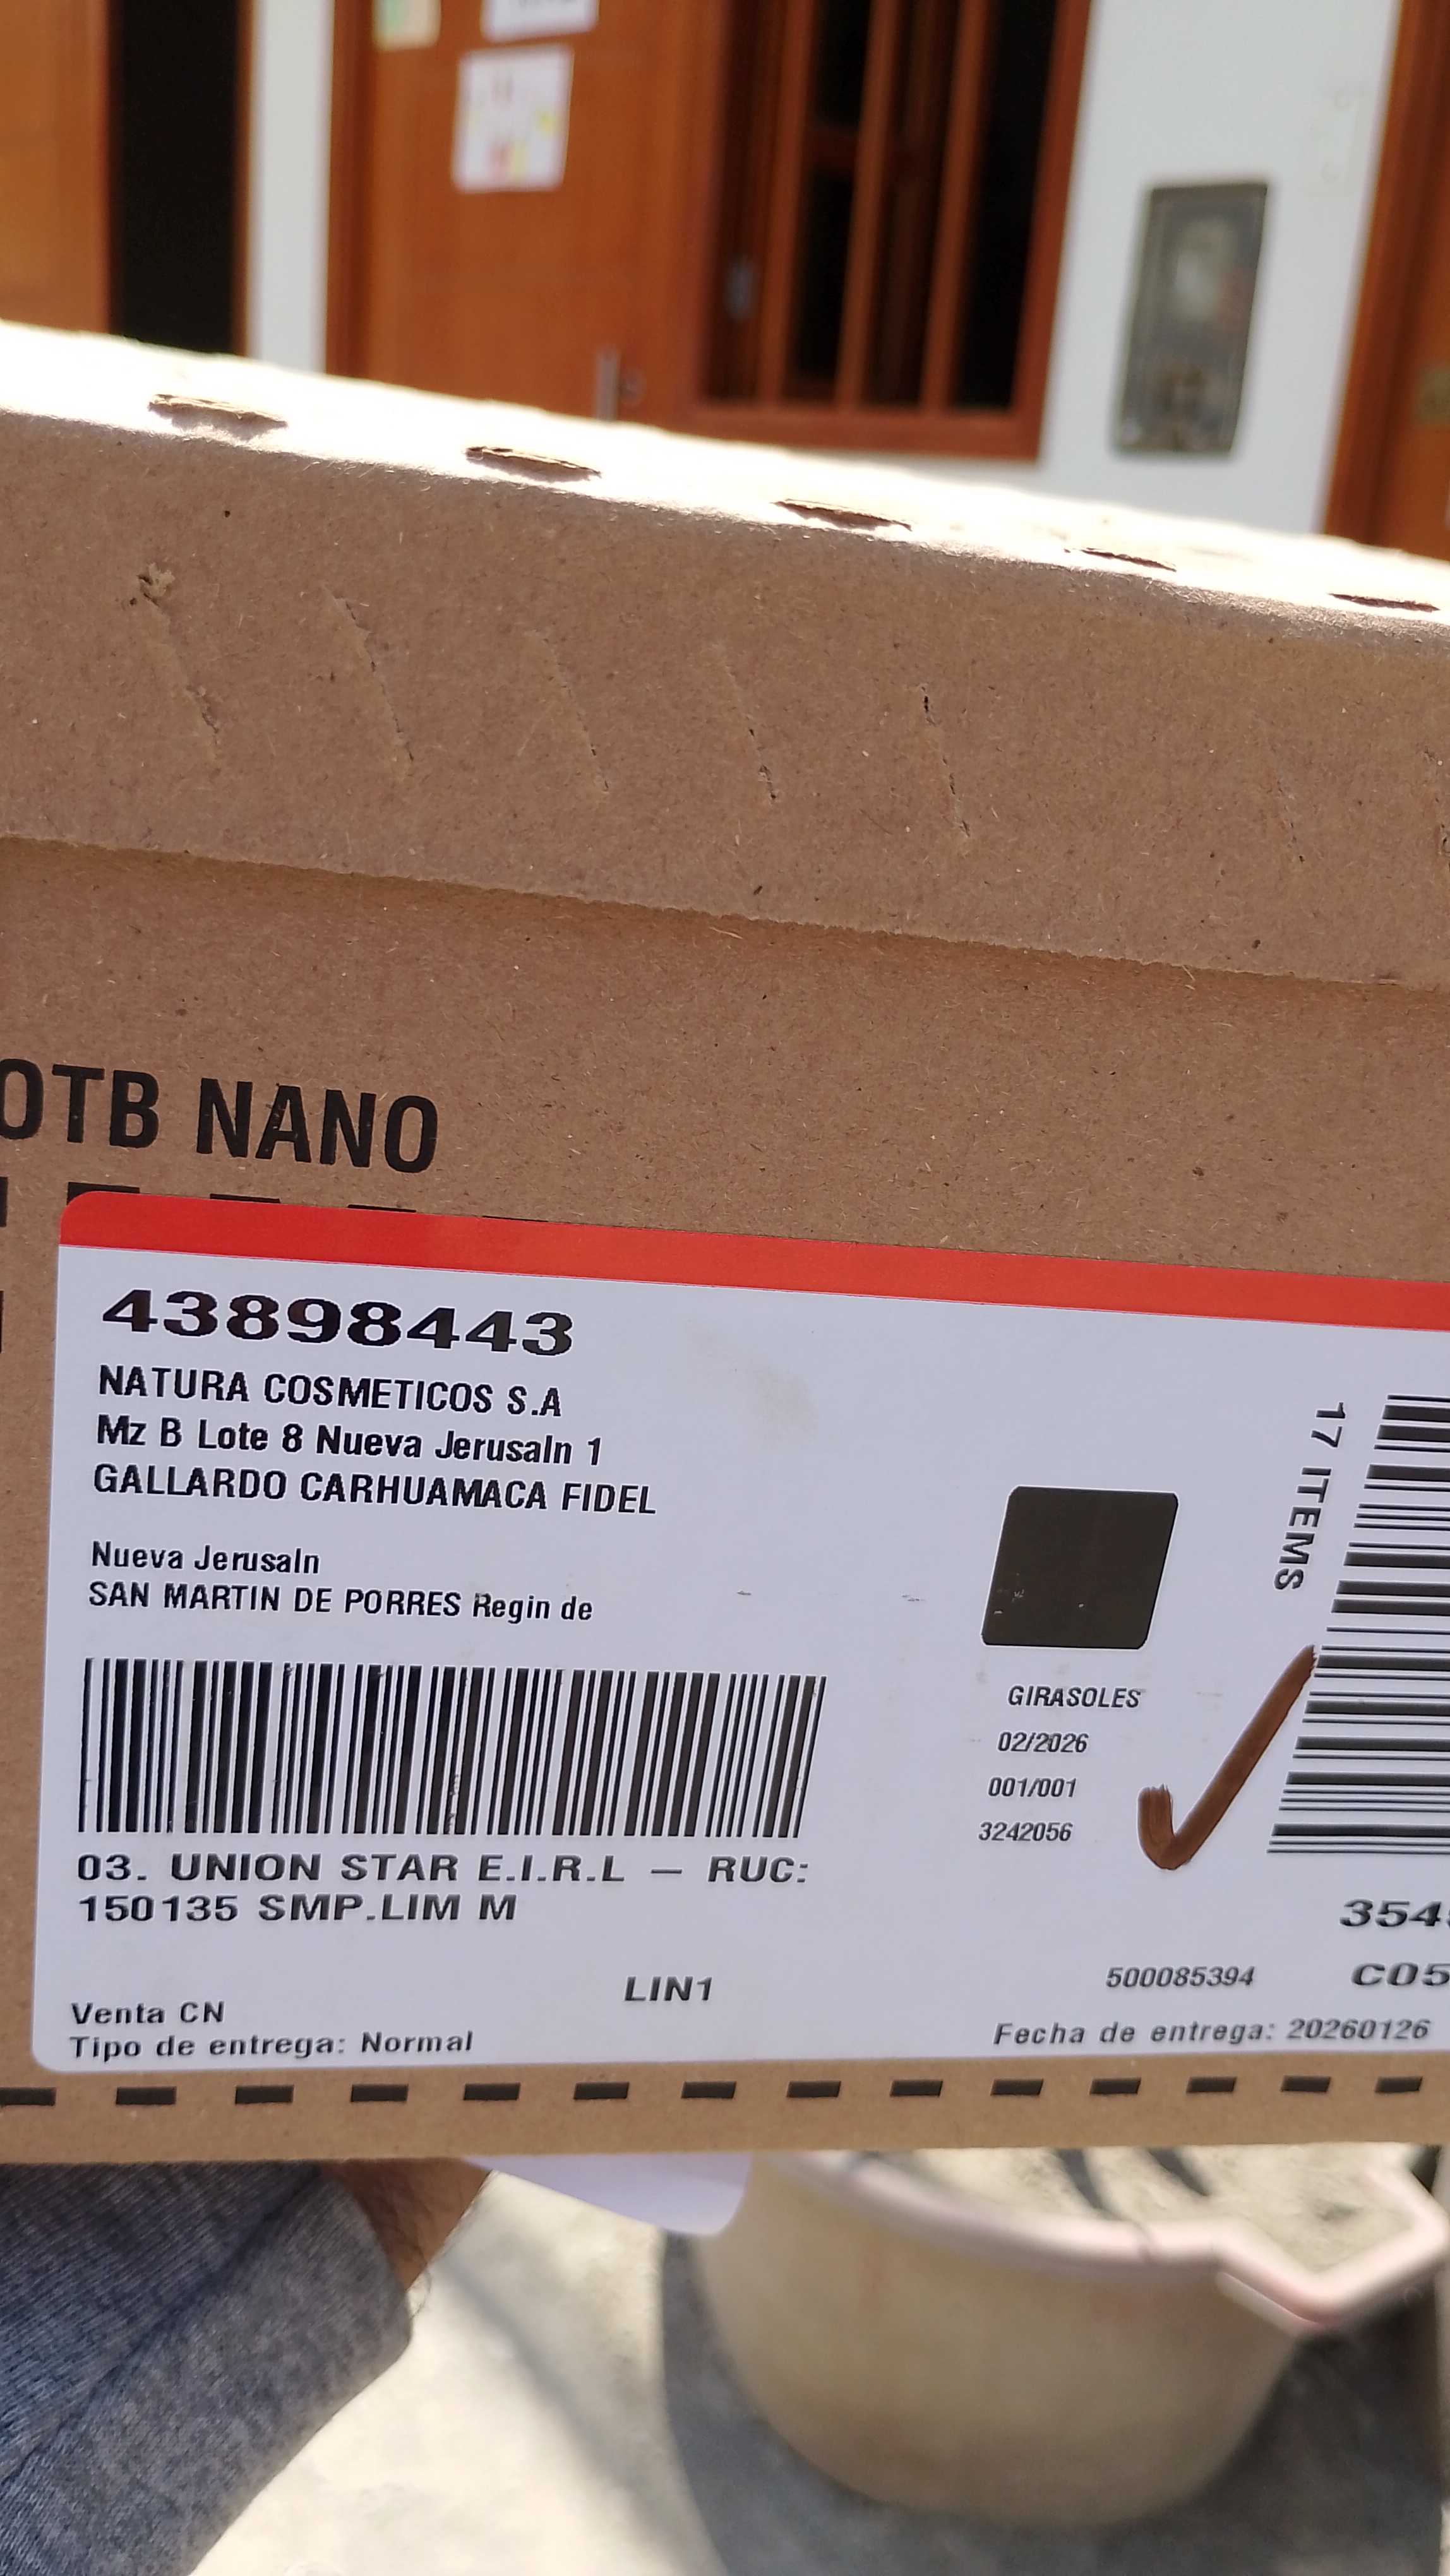 OTB NANO
43898443
NATURA COSMETICOS S.A
Mz B Lote 8 Nueva Jerusaln 1
GALLARDO CARHUAMACA FIDEL
Nueva Jerusaln
SAN MARTIN DE PORRES Regin de
17 ITEMS
GIRASOLES
02/2026
001/001
3242056
03. UNION STAR E.I.R.L – RUC:
150135 SMP.LIM M
354
LIN1
500085394
C05
Venta CN
Tipo de entrega: Normal
Fecha de entrega: 20260126